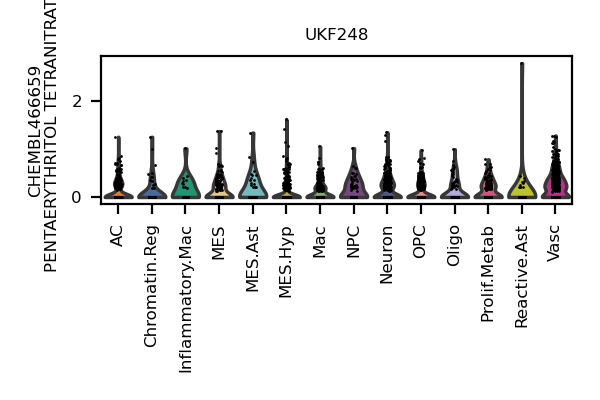 UKF248
CHEMBL466659
PENTAERYTHRITOL TETRANITRAT
2
0
AC
Chromatin.Reg
Inflammatory.Mac
MES
MES.Ast
MES.Hyp
Mac
NPC
Neuron
OPC
Oligo
Prolif.Metab
Reactive.Ast
Vasc